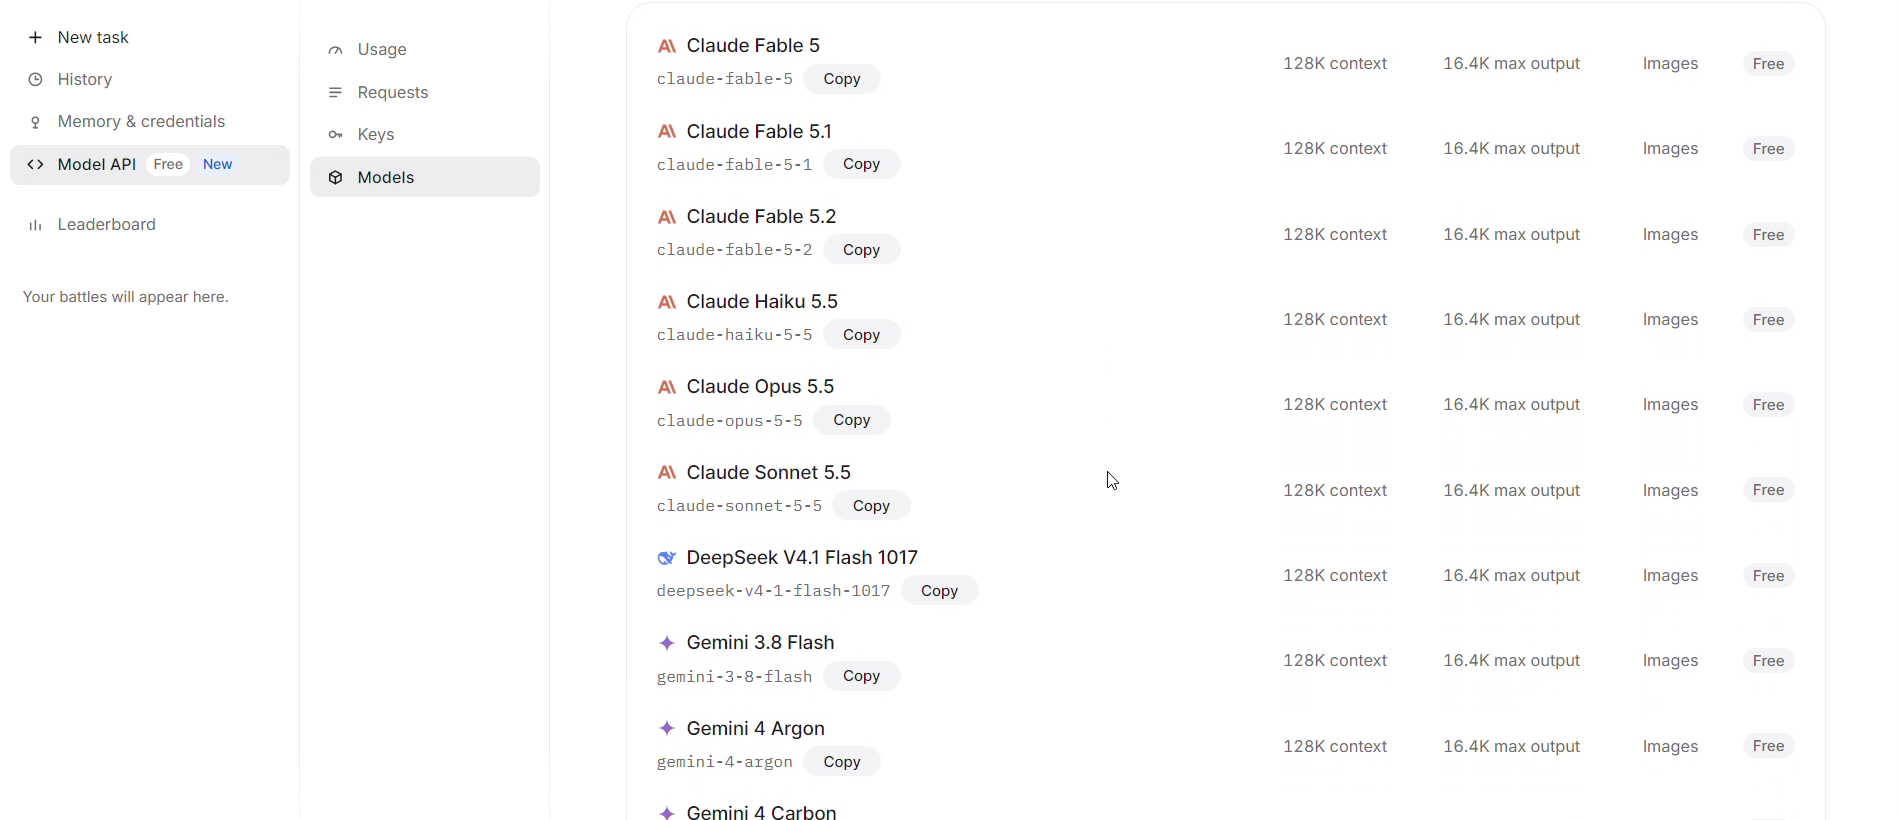 New task
History
Memory & credentials
Model API Free New
Leaderboard
Your battles will appear here.
Usage
Requests
Keys
Models
Claude Fable 5
claude-fable-5 Copy
128K context 16.4K max output Images Free
Claude Fable 5.1
claude-fable-5-1 Copy
128K context 16.4K max output Images Free
Claude Fable 5.2
claude-fable-5-2 Copy
128K context 16.4K max output Images Free
Claude Haiku 5.5
claude-haiku-5-5 Copy
128K context 16.4K max output Images Free
Claude Opus 5.5
claude-opus-5-5 Copy
128K context 16.4K max output Images Free
Claude Sonnet 5.5
claude-sonnet-5-5 Copy
128K context 16.4K max output Images Free
DeepSeek V4.1 Flash 1017
deepseek-v4-1-flash-1017 Copy
128K context 16.4K max output Images Free
Gemini 3.8 Flash
gemini-3-8-flash Copy
128K context 16.4K max output Images Free
Gemini 4 Argon
gemini-4-argon Copy
128K context 16.4K max output Images Free
Gemini 4 Carbon